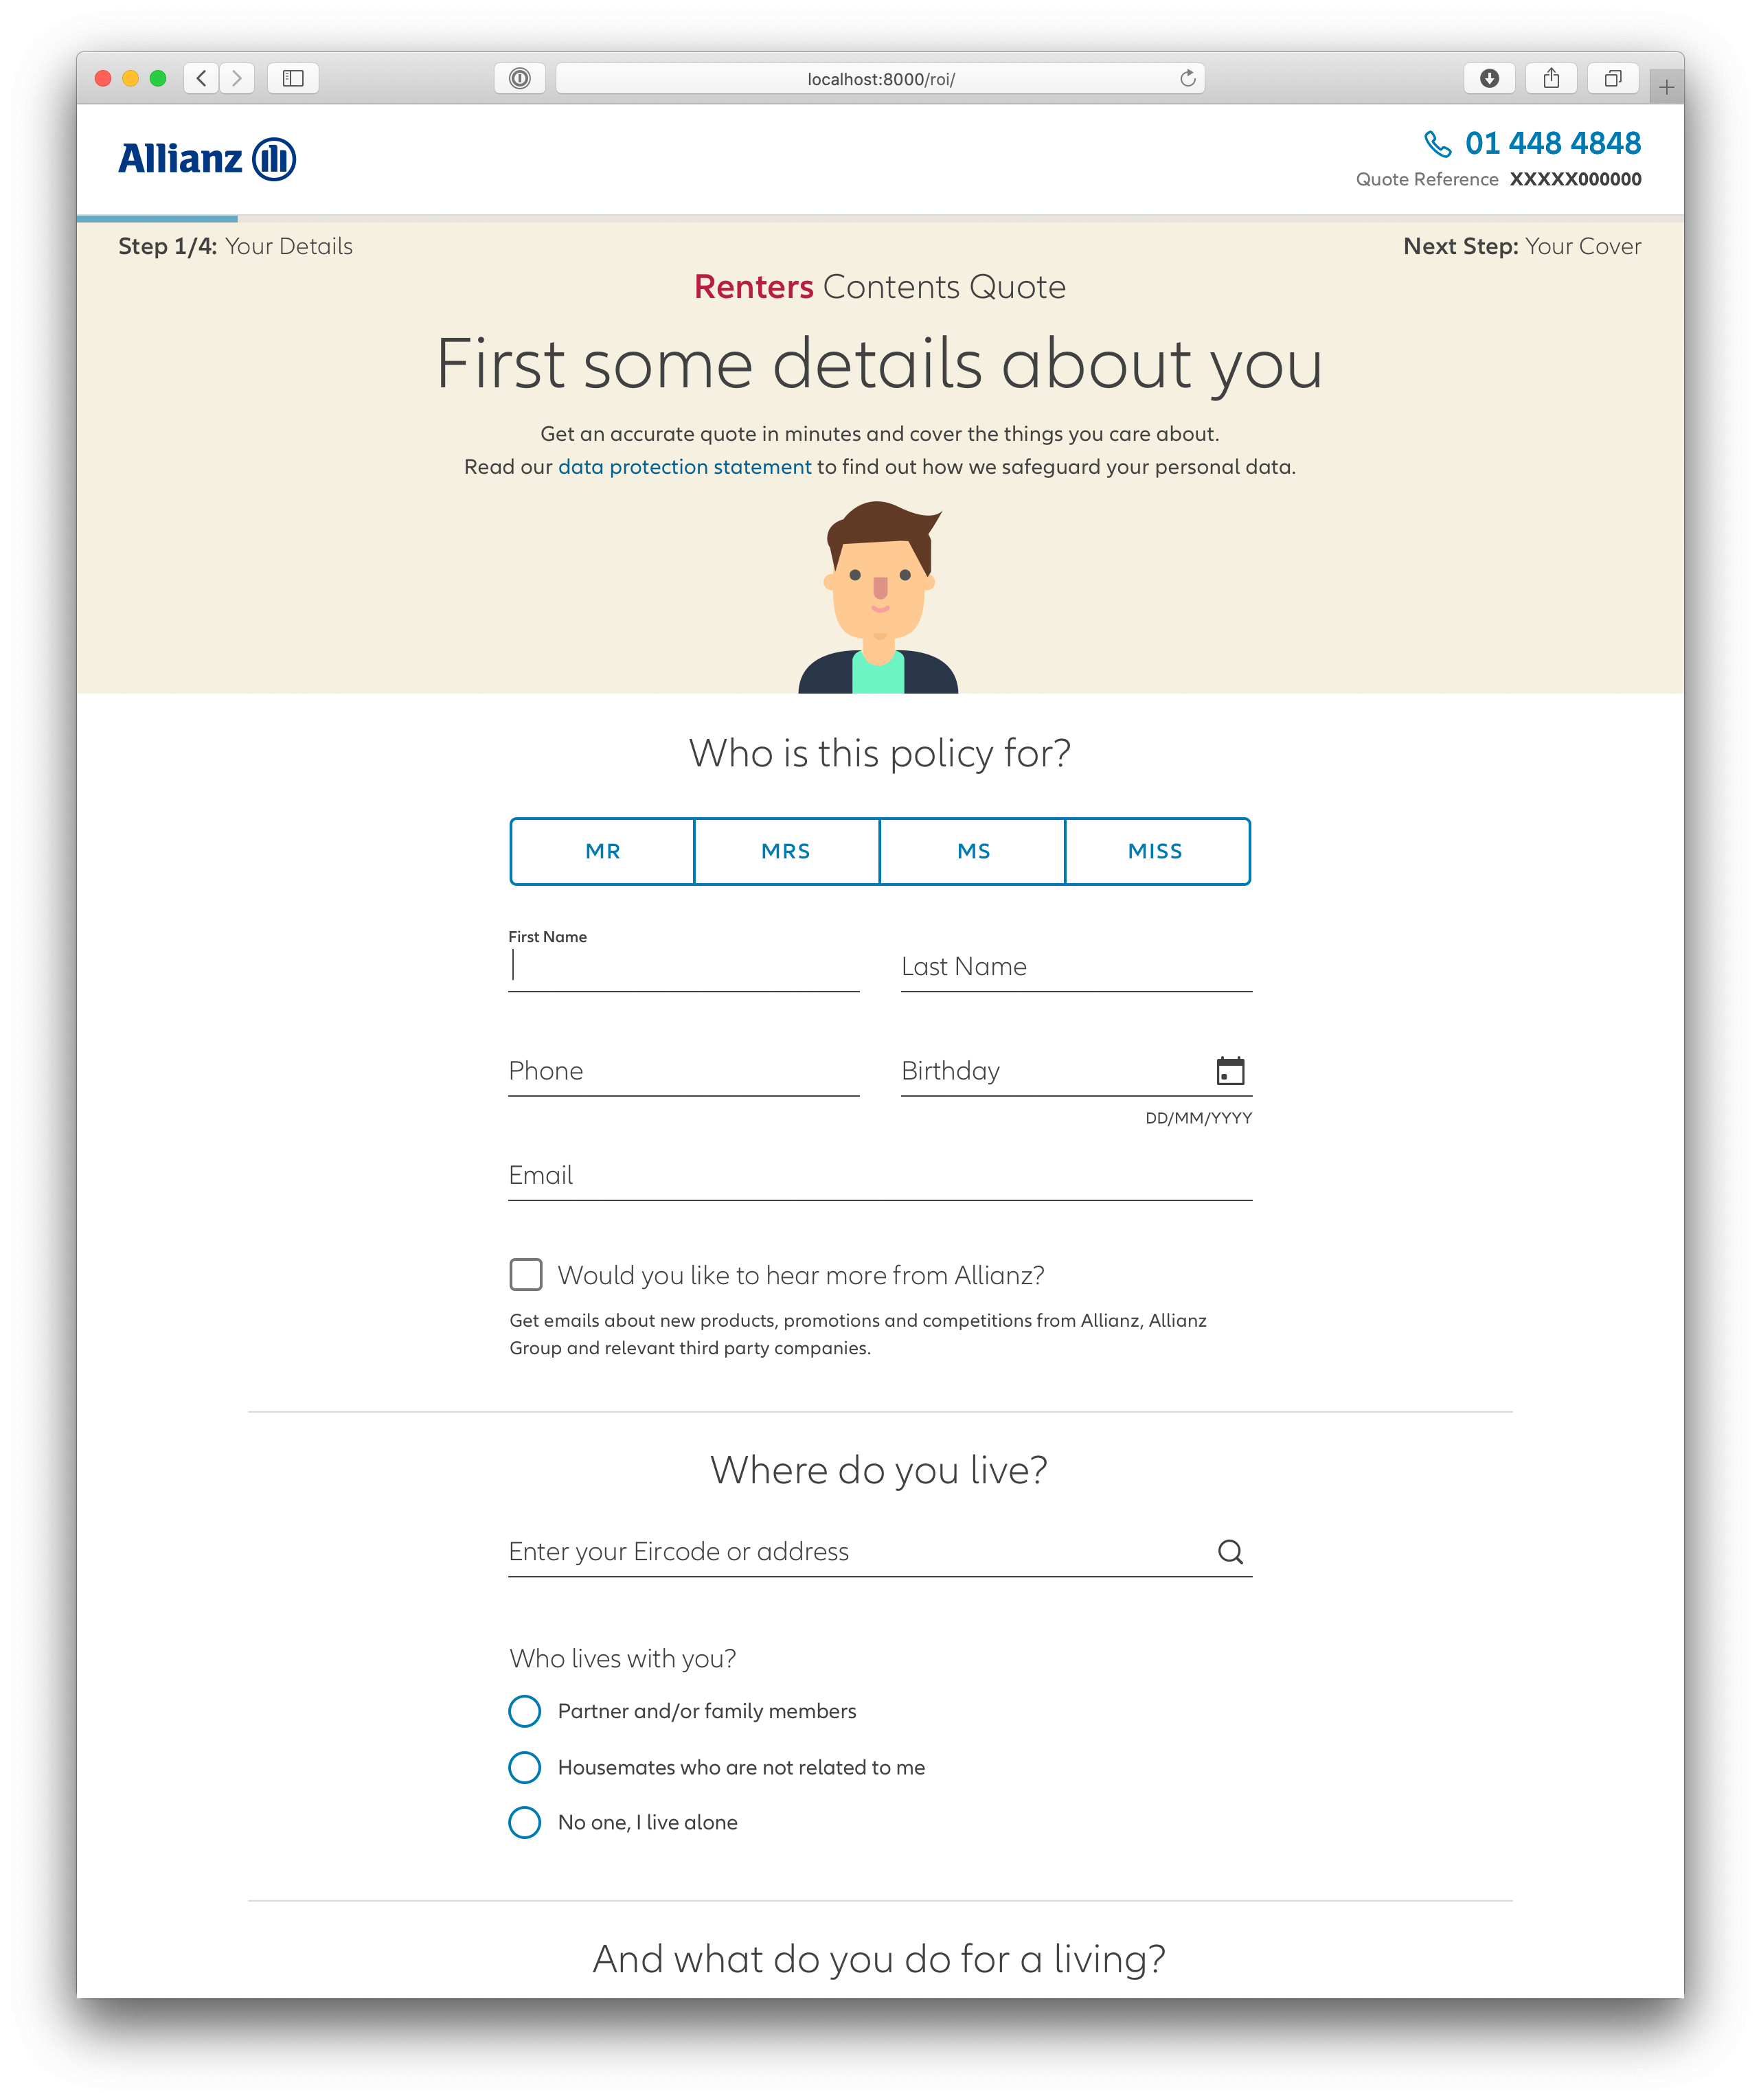 localhost:8000/roi/
Allianz
01 448 4848
Quote Reference XXXXX000000
Step 1/4: Your Details
Next Step: Your Cover
Renters Contents Quote
First some details about you
Get an accurate quote in minutes and cover the things you care about.
Read our data protection statement to find out how we safeguard your personal data.
Who is this policy for?
MR MRS MS MISS
First Name
Last Name
Phone
Birthday
DD/MM/YYYY
Email
Would you like to hear more from Allianz?
Get emails about new products, promotions and competitions from Allianz, Allianz
Group and relevant third party companies.
Where do you live?
Enter your Eircode or address
Who lives with you?
Partner and/or family members
Housemates who are not related to me
No one, I live alone
And what do you do for a living?